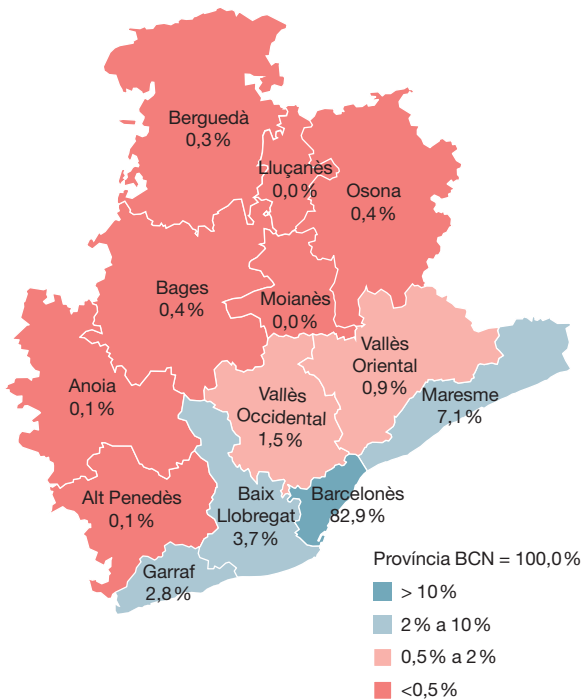 Berguedà
0,3 %
Lluçanès
0,0 %
Osona
0,4 %
Bages
0,4 %
Moianès
0,0 %
Vallès
Oriental
0,9 %
Anoia
0,1 %
Vallès
Occidental
1,5 %
Maresme
7,1 %
Alt Penedès
0,1 %
Baix
Llobregat
3,7 %
Barcelonès
82,9 %
Garraf
2,8 %
Província BCN = 100,0 %
> 10 %
2 % a 10 %
0,5 % a 2 %
<0,5 %